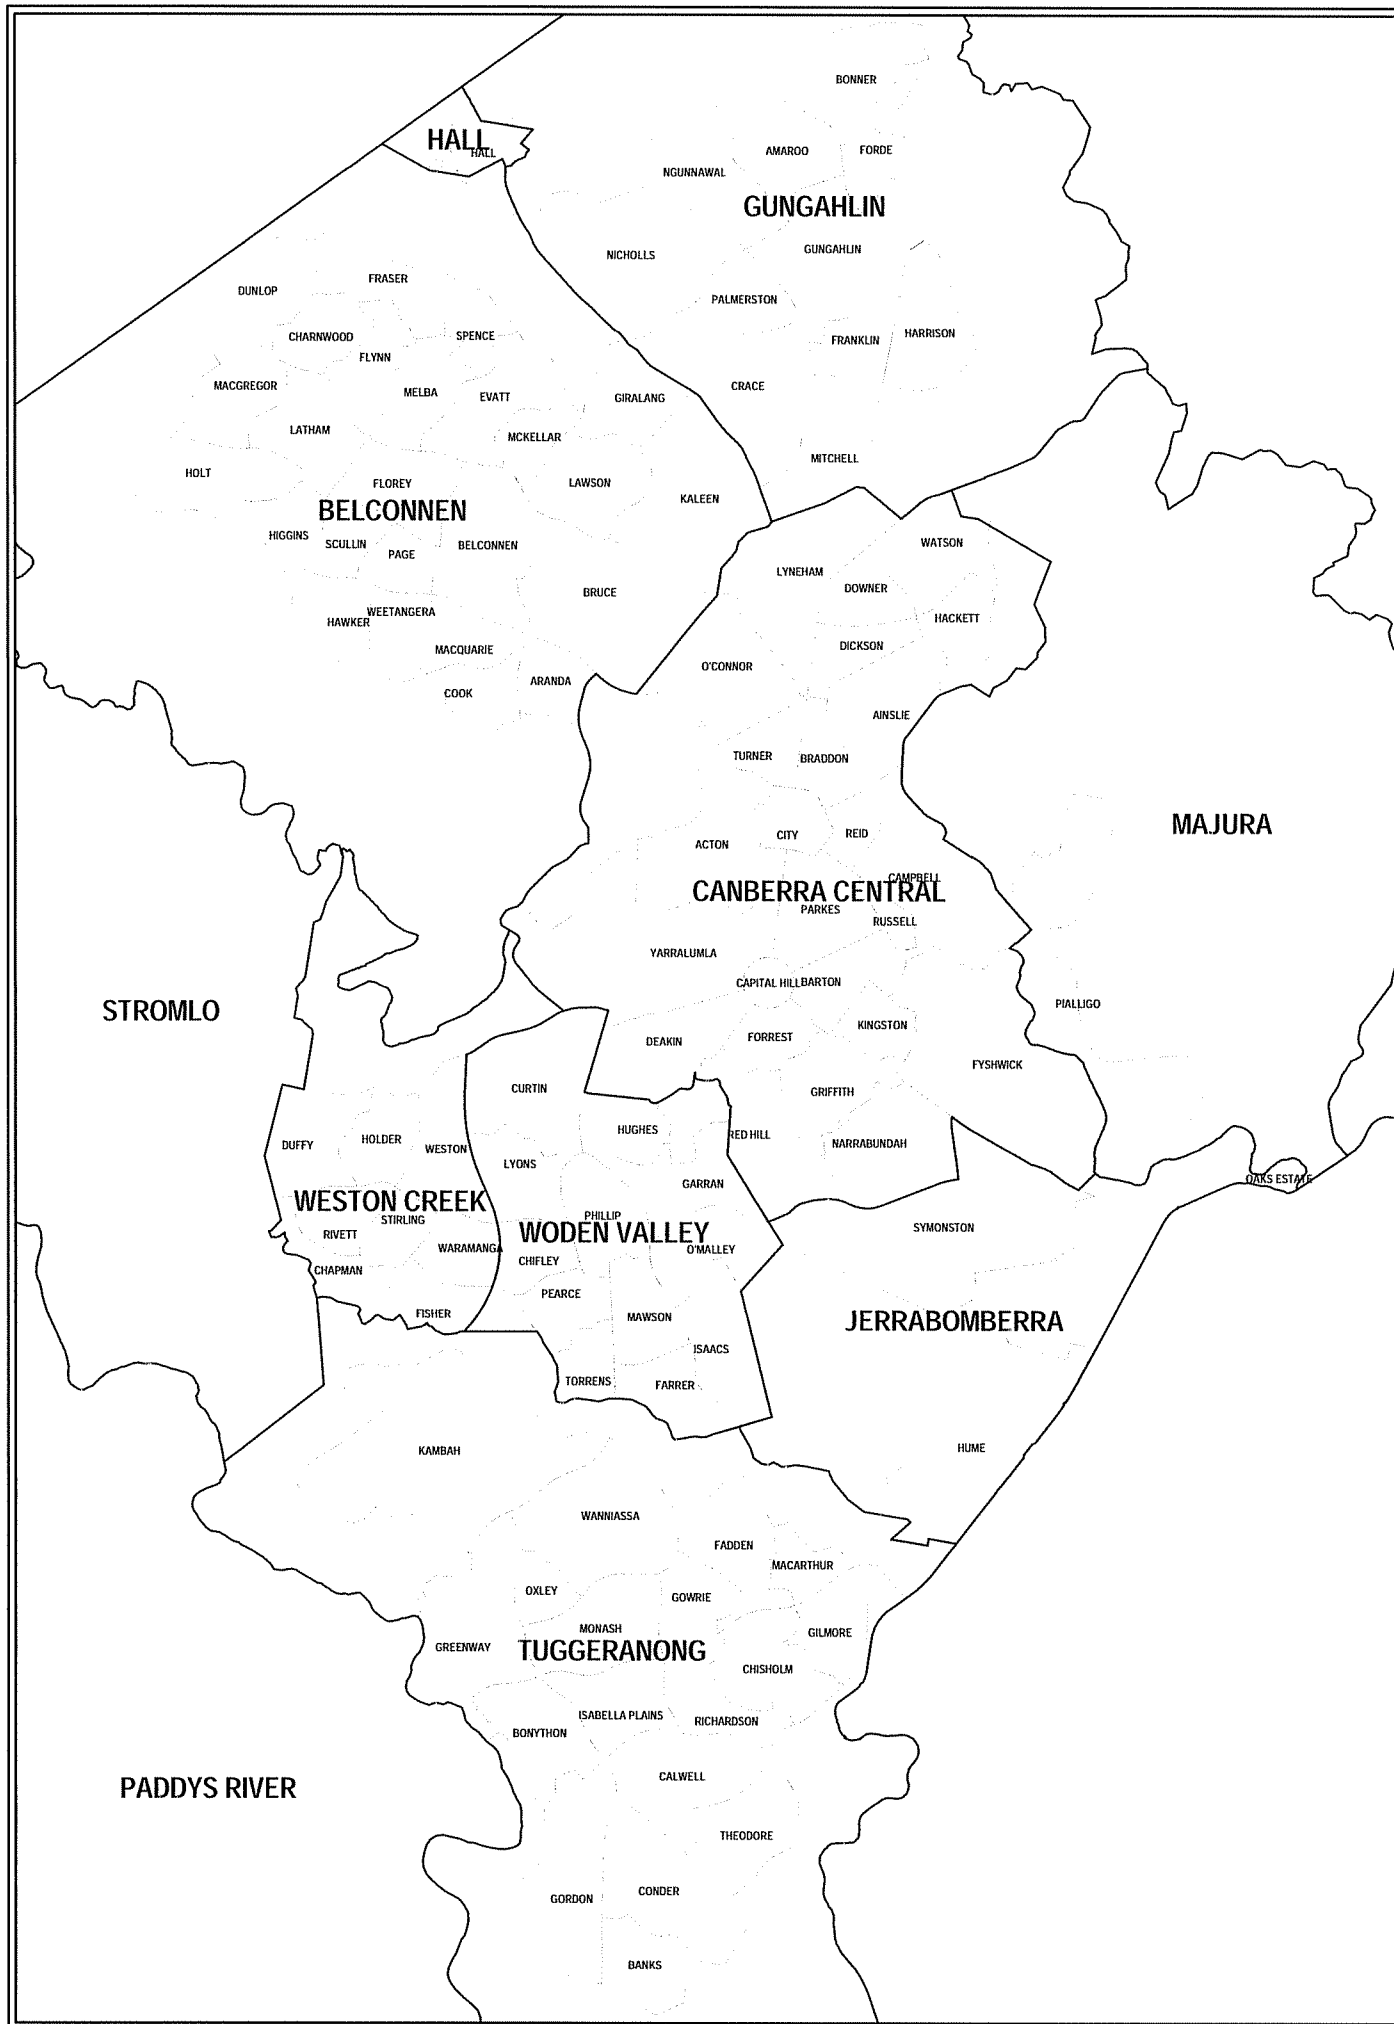 BONNER
HALL
HALL
AMAROO
FORDE
NGUNNAWAL
GUNGAHLIN
NICHOLLS
GUNGAHLIN
DUNLOP
FRASER
PALMERSTON
CHARNWOOD
SPENCE
FRANKLIN
HARRISON
FLYNN
MACGREGOR
MELBA
EVATT
GIRALANG
CRACE
LATHAM
MCKELLAR
MITCHELL
HOLT
FLOREY
LAWSON
KALEEN
BELCONNEN
HIGGINS
SCULLIN
PAGE
BELCONNEN
WATSON
LYNEHAM
DOWNER
BRUCE
WEETANGERA
HAWKER
HACKETT
MACQUARIE
DICKSON
O'CONNOR
COOK
ARANDA
AINSLIE
TURNER
BRADDON
MAJURA
ACTON
CITY
REID
CAMPBELL
CANBERRA CENTRAL
PARKES
RUSSELL
YARRALUMLA
CAPITAL HILL
BARTON
STROMLO
PIALLIGO
DEAKIN
FORREST
KINGSTON
FYSHWICK
CURTIN
GRIFFITH
DUFFY
HOLDER
WESTON
HUGHES
RED HILL
NARRABUNDAH
LYONS
GARRAN
OAKS ESTATE
WESTON CREEK
STIRLING
PHILLIP
SYMONSTON
RIVETT
WODEN VALLEY
WARAMANGA
O'MALLEY
CHAPMAN
CHIFLEY
PEARCE
FISHER
MAWSON
JERRABOMBERRA
ISAACS
TORRENS
FARRER
KAMBAH
HUME
WANNIASSA
FADDEN
MACARTHUR
OXLEY
GOWRIE
MONASH
GILMORE
GREENWAY
TUGGERANONG
CHISHOLM
ISABELLA PLAINS
RICHARDSON
BONYTHON
CALWELL
PADDYS RIVER
THEODORE
GORDON
CONDER
BANKS